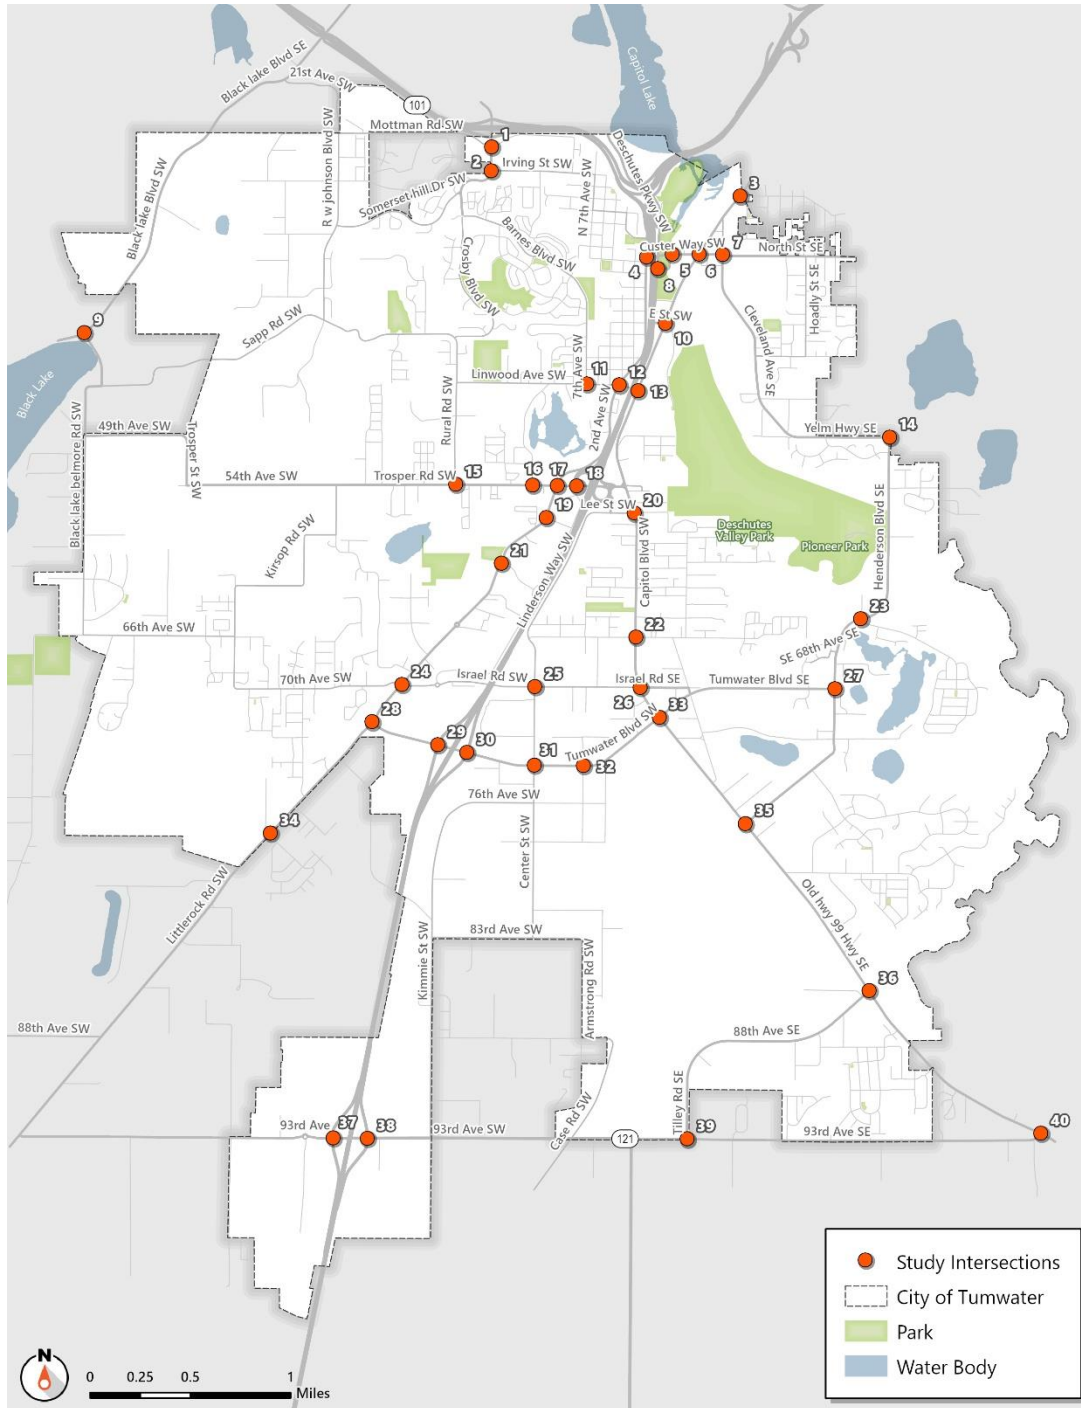 Black lake Blvd SE
21st Ave SW
101
Mottman Rd SW
Capitol Lake
1
2
Irving St SW
Somerset hill Dr SW
R w johnson Blvd SW
Black lake Blvd SW
Deschutes Pkwy SW
N 7th Ave SW
3
Barnes Blvd SW
Crosby Blvd SW
Custer Way SW
7
North St SE
4
5
6
8
Hoadly St SE
E St SW
10
Cleveland Ave SE
9
Sapp Rd SW
Black Lake
Linwood Ave SW
7th Ave SW
11
12
13
2nd Ave SW
Rural Rd SW
Yelm Hwy SE
14
49th Ave SW
Trosper St SW
54th Ave SW
Trosper Rd SW
15
16
17
18
Lee St SW
19
20
Black lake belmore Rd SW
Kirsop Rd SW
Deschutes
Valley Park
Pioneer Park
Henderson Blvd SE
21
Linderson Way SW
Capitol Blvd SW
66th Ave SW
22
23
SE 68th Ave SE
70th Ave SW
24
Israel Rd SW
25
Israel Rd SE
26
Tumwater Blvd SE
27
28
29
30
31
32
33
Tumwater Blvd SW
76th Ave SW
34
35
Center St SW
Littlerock Rd SW
Old hwy 99 Hwy SE
83rd Ave SW
Kimmie St SW
Armstrong Rd SW
36
88th Ave SW
88th Ave SE
Tilley Rd SE
Case Rd SW
93rd Ave
37
38
93rd Ave SW
121
39
93rd Ave SE
40
Study Intersections
City of Tumwater
Park
Water Body
N
0 0.25 0.5 1
Miles